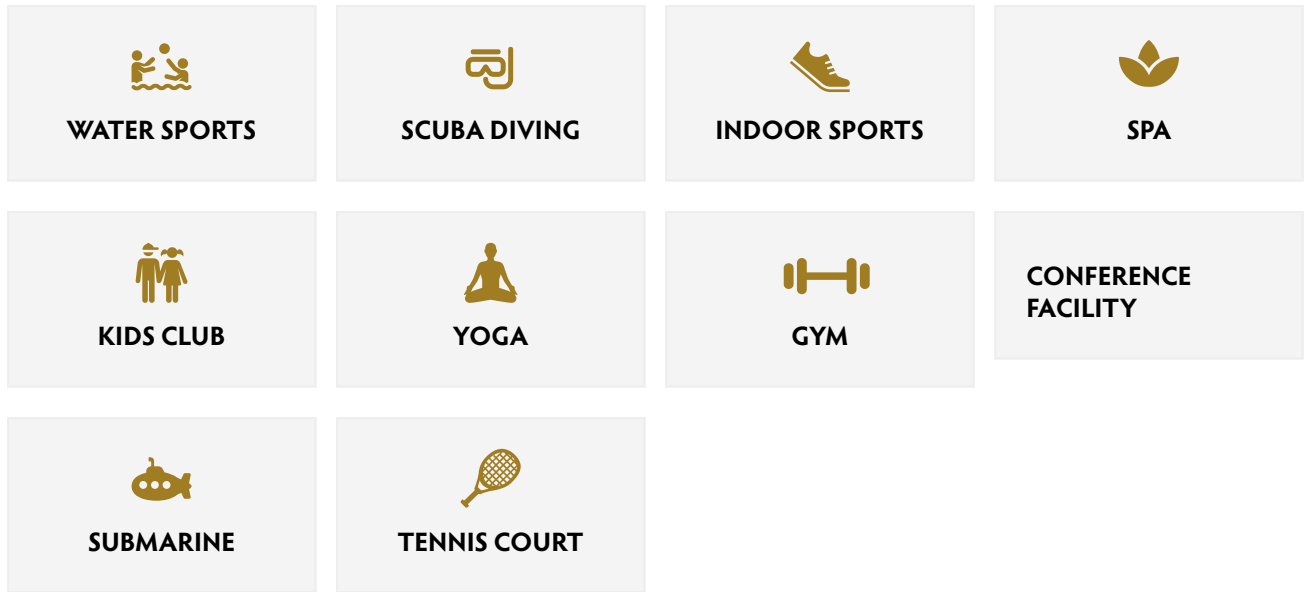 WATER SPORTS
SCUBA DIVING
INDOOR SPORTS
SPA
KIDS CLUB
YOGA
GYM
CONFERENCE
FACILITY
SUBMARINE
TENNIS COURT